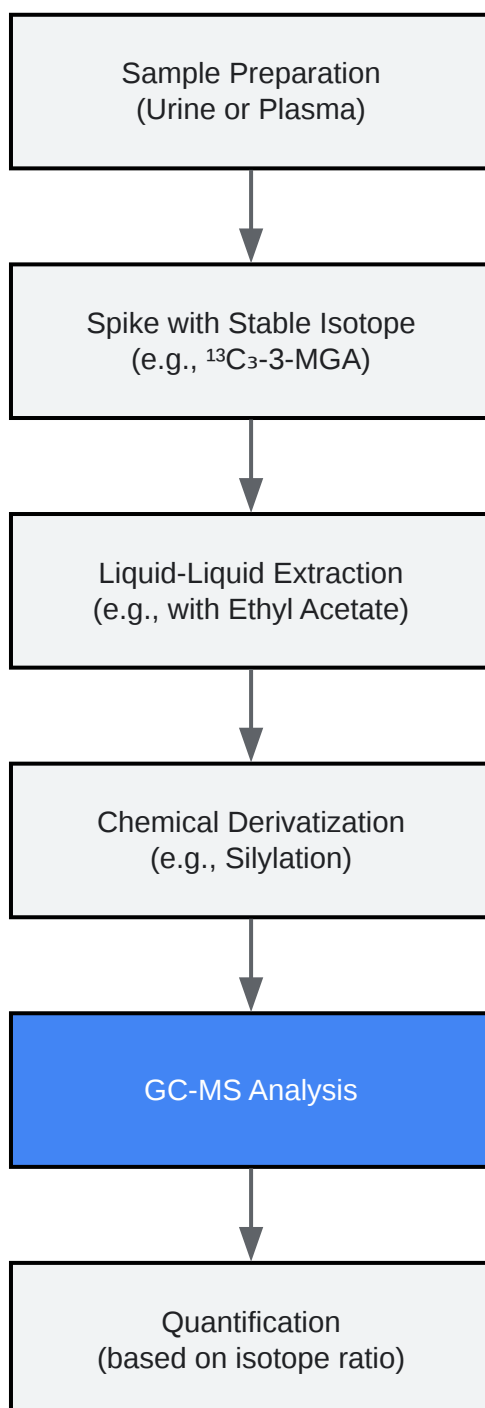 Sample Preparation
(Urine or Plasma)
Spike with Stable Isotope
(e.g., ¹³C₃-3-MGA)
Liquid-Liquid Extraction
(e.g., with Ethyl Acetate)
Chemical Derivatization
(e.g., Silylation)
GC-MS Analysis
Quantification
(based on isotope ratio)